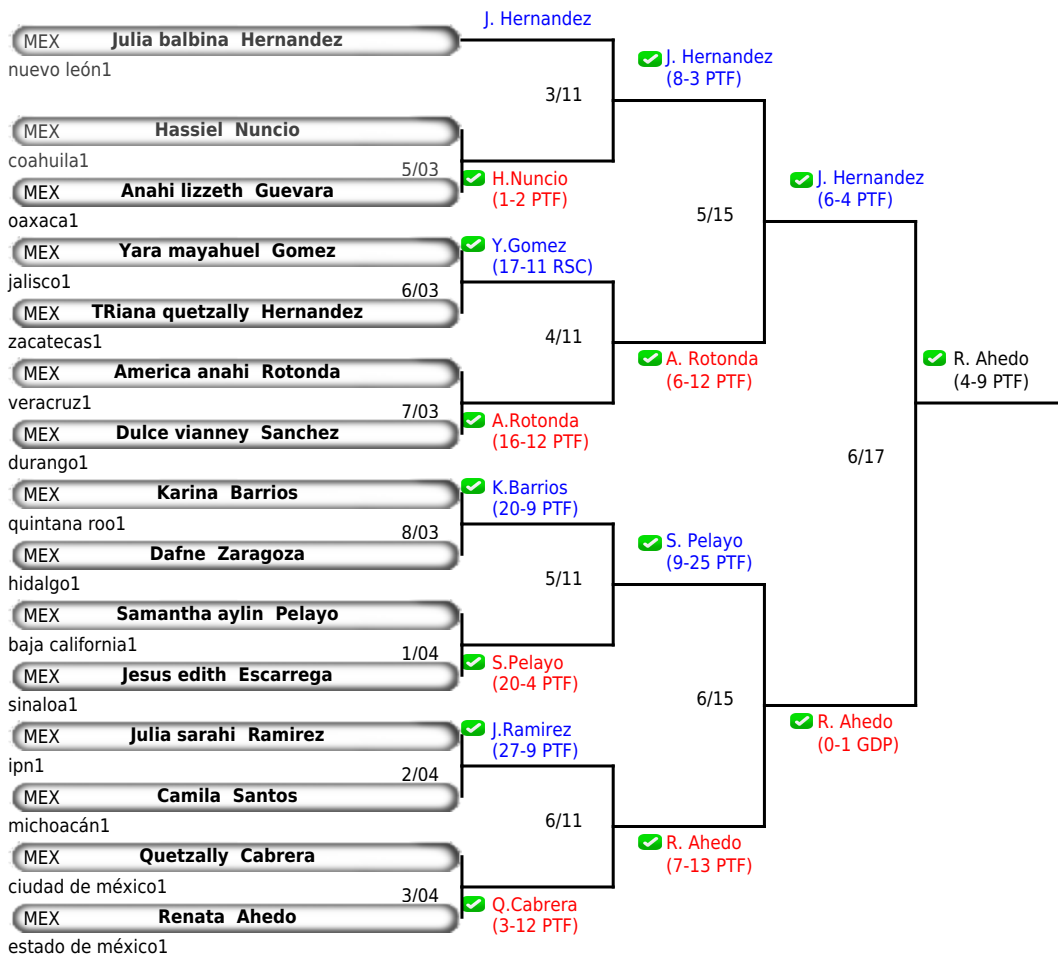 J. Hernandez
MEX Julia balbina Hernandez
nuevo león1
J. Hernandez
(8-3 PTF)
3/11
MEX Hassiel Nuncio
coahuila1
5/03
H.Nuncio
(1-2 PTF)
MEX Anahi lizzeth Guevara
oaxaca1
J. Hernandez
(6-4 PTF)
5/15
MEX Yara mayahuel Gomez
jalisco1
Y.Gomez
(17-11 RSC)
6/03
MEX TRiana quetzally Hernandez
zacatecas1
4/11
A. Rotonda
(6-12 PTF)
R. Ahedo
(4-9 PTF)
MEX America anahi Rotonda
veracruz1
7/03
A.Rotonda
(16-12 PTF)
MEX Dulce vianney Sanchez
durango1
6/17
MEX Karina Barrios
quintana roo1
K.Barrios
(20-9 PTF)
8/03
MEX Dafne Zaragoza
hidalgo1
S. Pelayo
(9-25 PTF)
5/11
MEX Samantha aylin Pelayo
baja california1
1/04
S.Pelayo
(20-4 PTF)
MEX Jesus edith Escarrega
sinaloa1
6/15
R. Ahedo
(0-1 GDP)
MEX Julia sarahi Ramirez
ipn1
J.Ramirez
(27-9 PTF)
2/04
MEX Camila Santos
michoacán1
6/11
R. Ahedo
(7-13 PTF)
MEX Quetzally Cabrera
ciudad de méxico1
3/04
Q.Cabrera
(3-12 PTF)
MEX Renata Ahedo
estado de méxico1